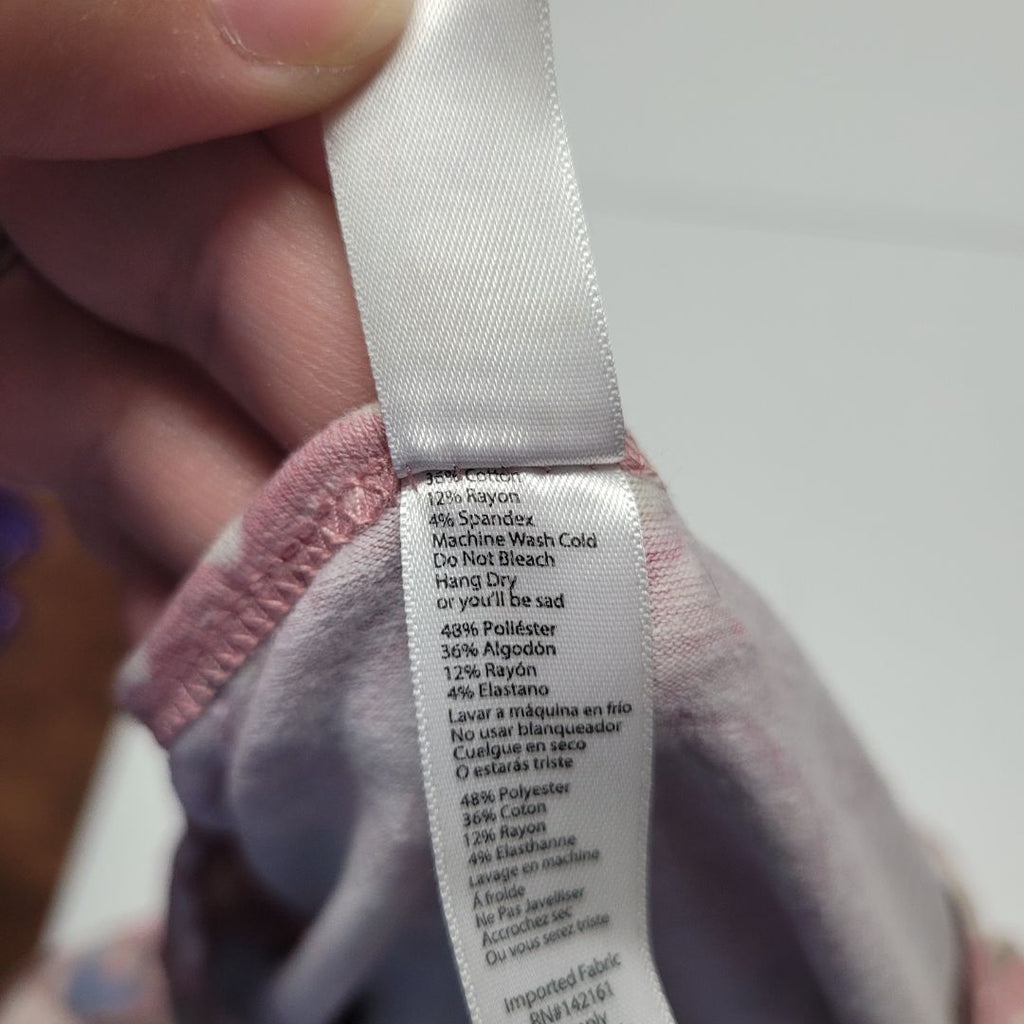 36% Cotton
12% Rayon
4% Spandex
Machine Wash Cold
Do Not Bleach
Hang Dry
or you'll be sad
48% Poliéster
36% Algodón
12% Rayón
4% Elastano
Lavar a máquina en frío
No usar blanqueador
Cuelgue en seco
O estarás triste
48% Polyester
36% Coton
12% Rayon
4% Elasthanne
Lavage en machine
Á froide
Ne Pas Javelliser
Accrochez sec
Ou vous serez triste
Imported Fabric
RN#142161